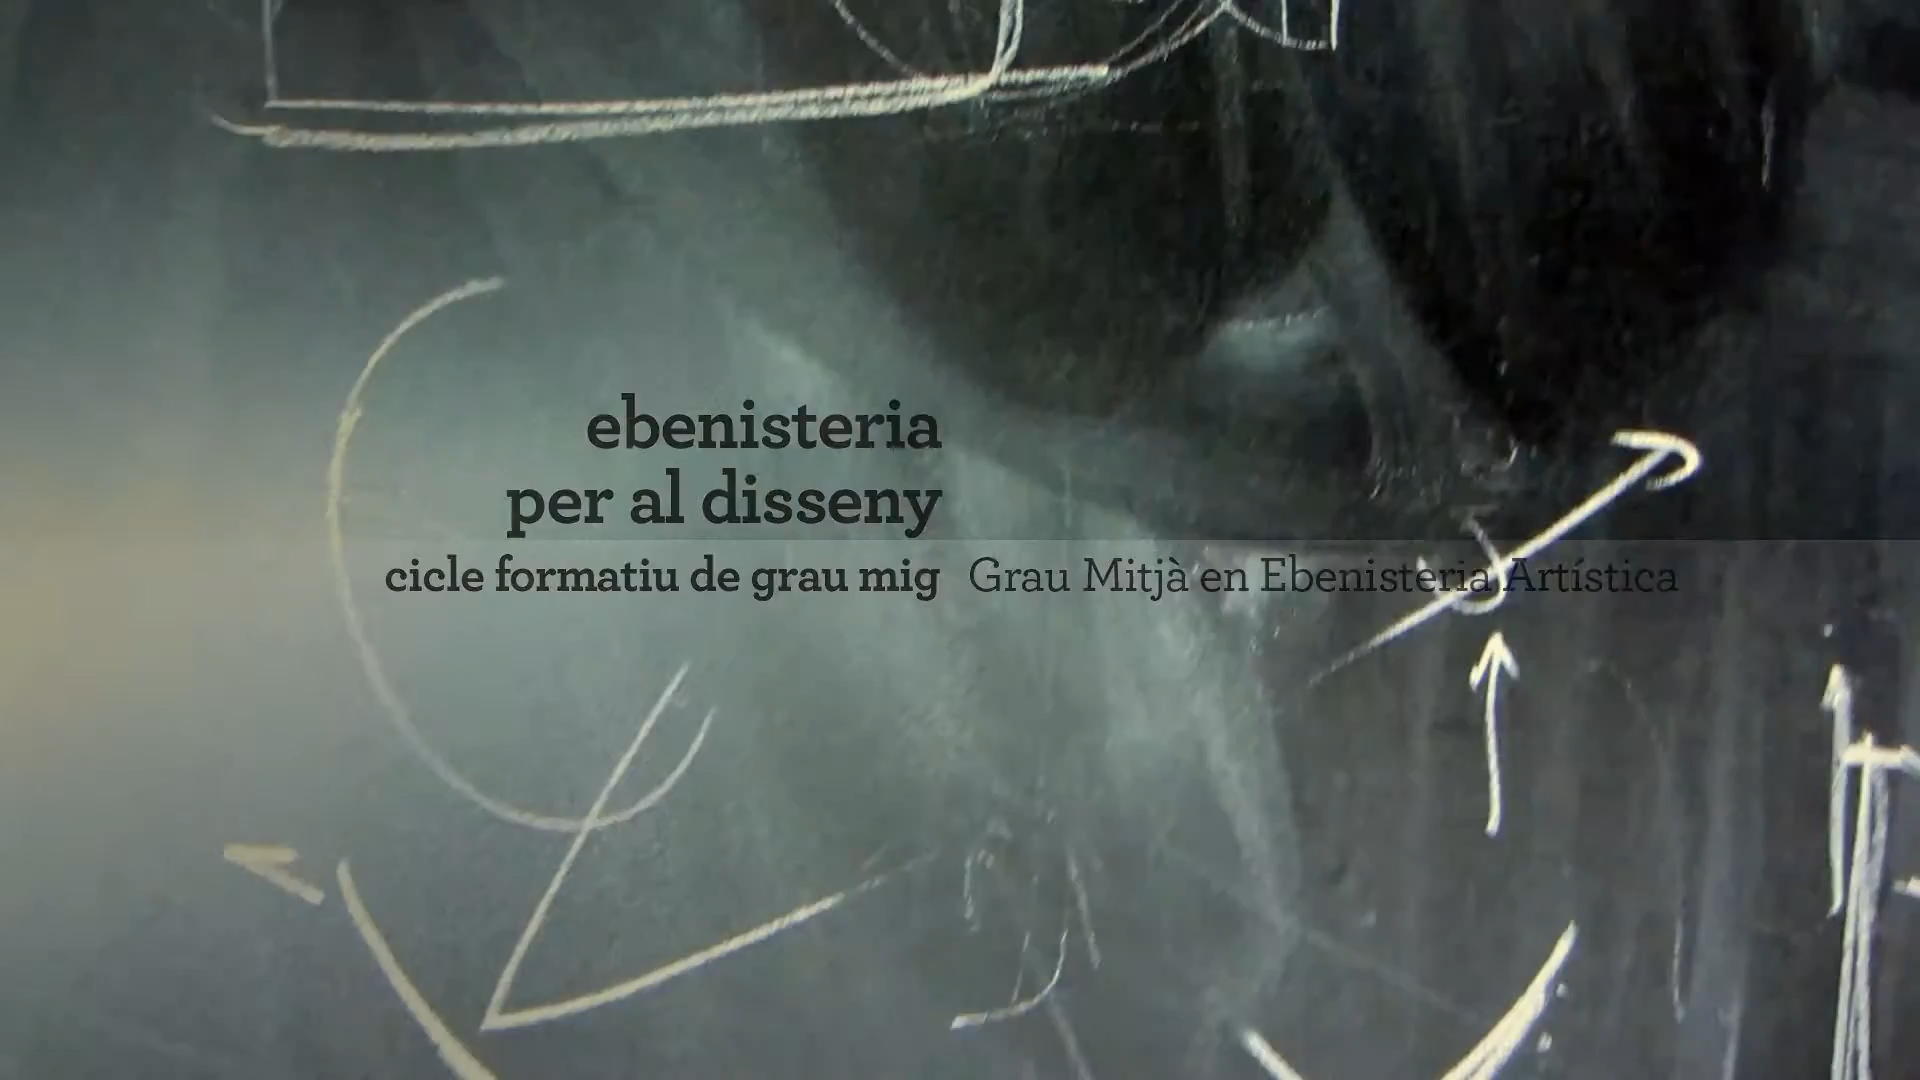 ebenisteria
per al disseny
cicle formatiu de grau mig Grau Mitjà en Ebenisteria Artística